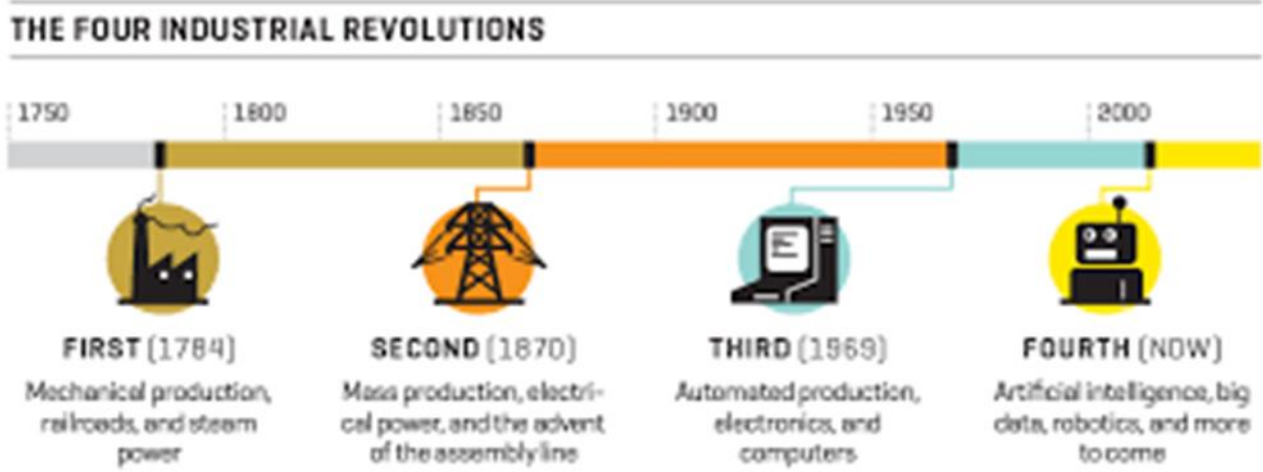 THE FOUR INDUSTRIAL REVOLUTIONS
1750 1800 1850 1900 1950 2000
FIRST (1784)
Mechanical production,
railroads, and steam
power
SECOND (1870)
Mass production, electri-
cal power, and the advent
of the assembly line
THIRD (1969)
Automated production,
electronics, and
computers
FOURTH (NOW)
Artificial intelligence, big
data, robotics, and more
to come